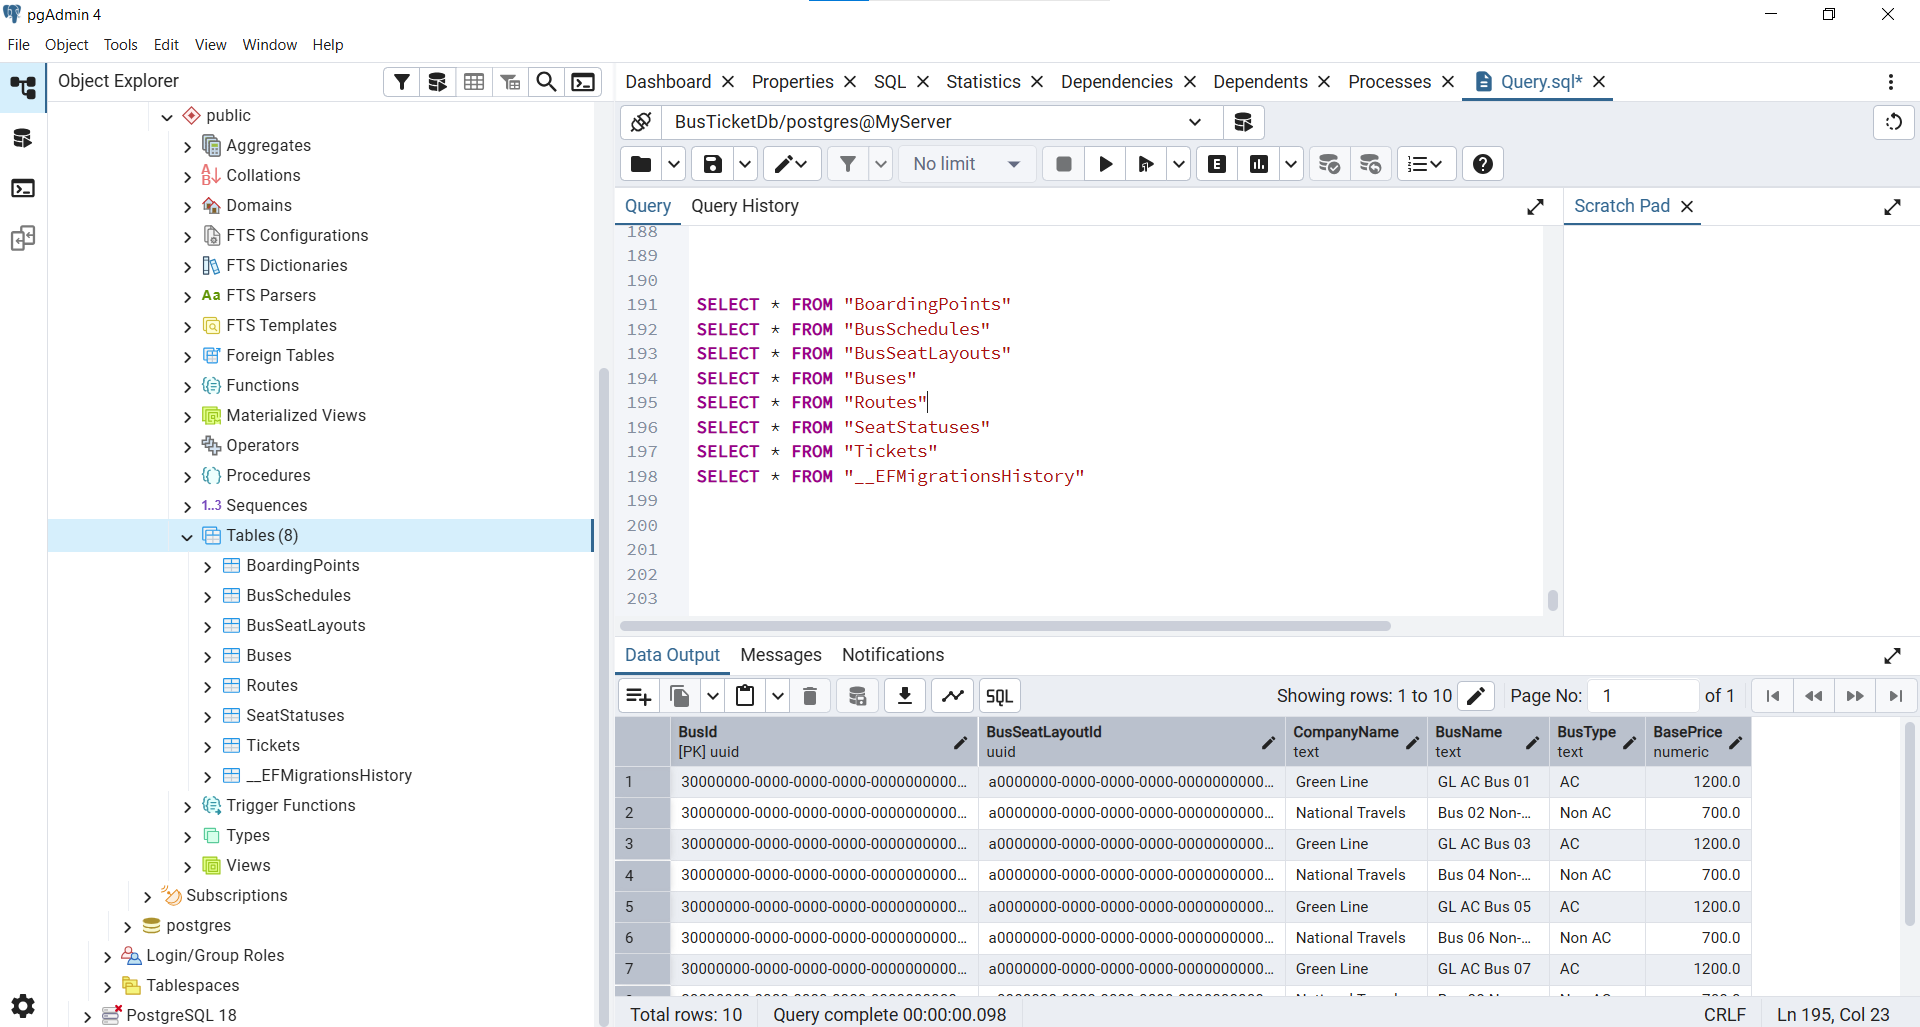 pgAdmin 4
File Object Tools Edit View Window Help
Object Explorer
public
Aggregates
Collations
Domains
FTS Configurations
FTS Dictionaries
Aa FTS Parsers
FTS Templates
Foreign Tables
Functions
Materialized Views
Operators
Procedures
1..3 Sequences
Tables (8)
BoardingPoints
BusSchedules
BusSeatLayouts
Buses
Routes
SeatStatuses
Tickets
__EFMigrationsHistory
Trigger Functions
Types
Views
Subscriptions
postgres
Login/Group Roles
Tablespaces
PostgreSQL 18
Dashboard Properties SQL Statistics Dependencies Dependents Processes Query.sql*
BusTicketDb/postgres@MyServer
No limit
E
Query Query History
Scratch Pad
188
189
190
191 SELECT * FROM "BoardingPoints"
192 SELECT * FROM "BusSchedules"
193 SELECT * FROM "BusSeatLayouts"
194 SELECT * FROM "Buses"
195 SELECT * FROM "Routes"
196 SELECT * FROM "SeatStatuses"
197 SELECT * FROM "Tickets"
198 SELECT * FROM "__EFMigrationsHistory"
199
200
201
202
203
Data Output Messages Notifications
SQL Showing rows: 1 to 10 Page No: 1 of 1
BusId BusSeatLayoutId CompanyName BusName BusType BasePrice
[PK] uuid uuid text text text numeric
1 30000000-0000-0000-0000-0000000000... a0000000-0000-0000-0000-0000000000... Green Line GL AC Bus 01 AC 1200.0
2 30000000-0000-0000-0000-0000000000... a0000000-0000-0000-0000-0000000000... National Travels Bus 02 Non-... Non AC 700.0
3 30000000-0000-0000-0000-0000000000... a0000000-0000-0000-0000-0000000000... Green Line GL AC Bus 03 AC 1200.0
4 30000000-0000-0000-0000-0000000000... a0000000-0000-0000-0000-0000000000... National Travels Bus 04 Non-... Non AC 700.0
5 30000000-0000-0000-0000-0000000000... a0000000-0000-0000-0000-0000000000... Green Line GL AC Bus 05 AC 1200.0
6 30000000-0000-0000-0000-0000000000... a0000000-0000-0000-0000-0000000000... National Travels Bus 06 Non-... Non AC 700.0
7 30000000-0000-0000-0000-0000000000... a0000000-0000-0000-0000-0000000000... Green Line GL AC Bus 07 AC 1200.0
Total rows: 10 Query complete 00:00:00.098 CRLF Ln 195, Col 23